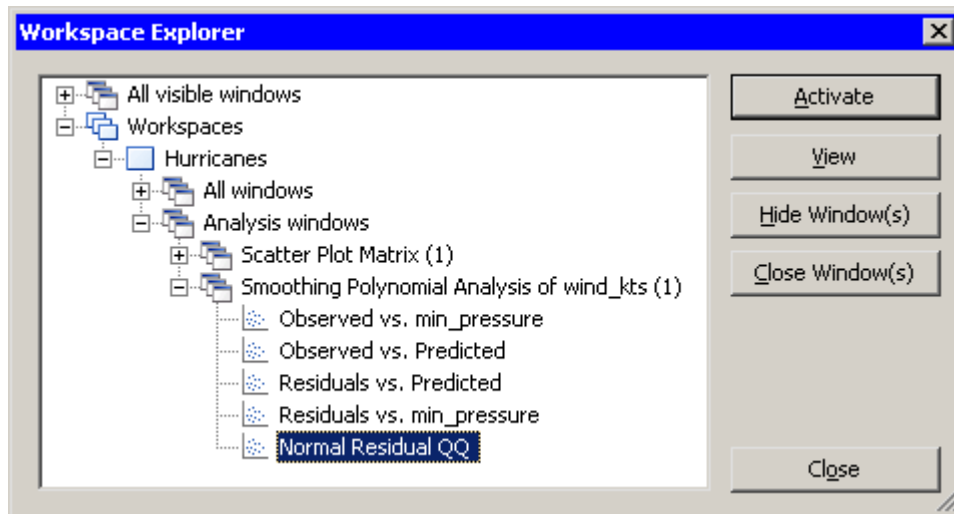 Workspace Explorer
All visible windows
Workspaces
Hurricanes
All windows
Analysis windows
Scatter Plot Matrix (1)
Smoothing Polynomial Analysis of wind_kts (1)
Observed vs. min_pressure
Observed vs. Predicted
Residuals vs. Predicted
Residuals vs. min_pressure
Normal Residual QQ
Activate
View
Hide Window(s)
Close Window(s)
Close